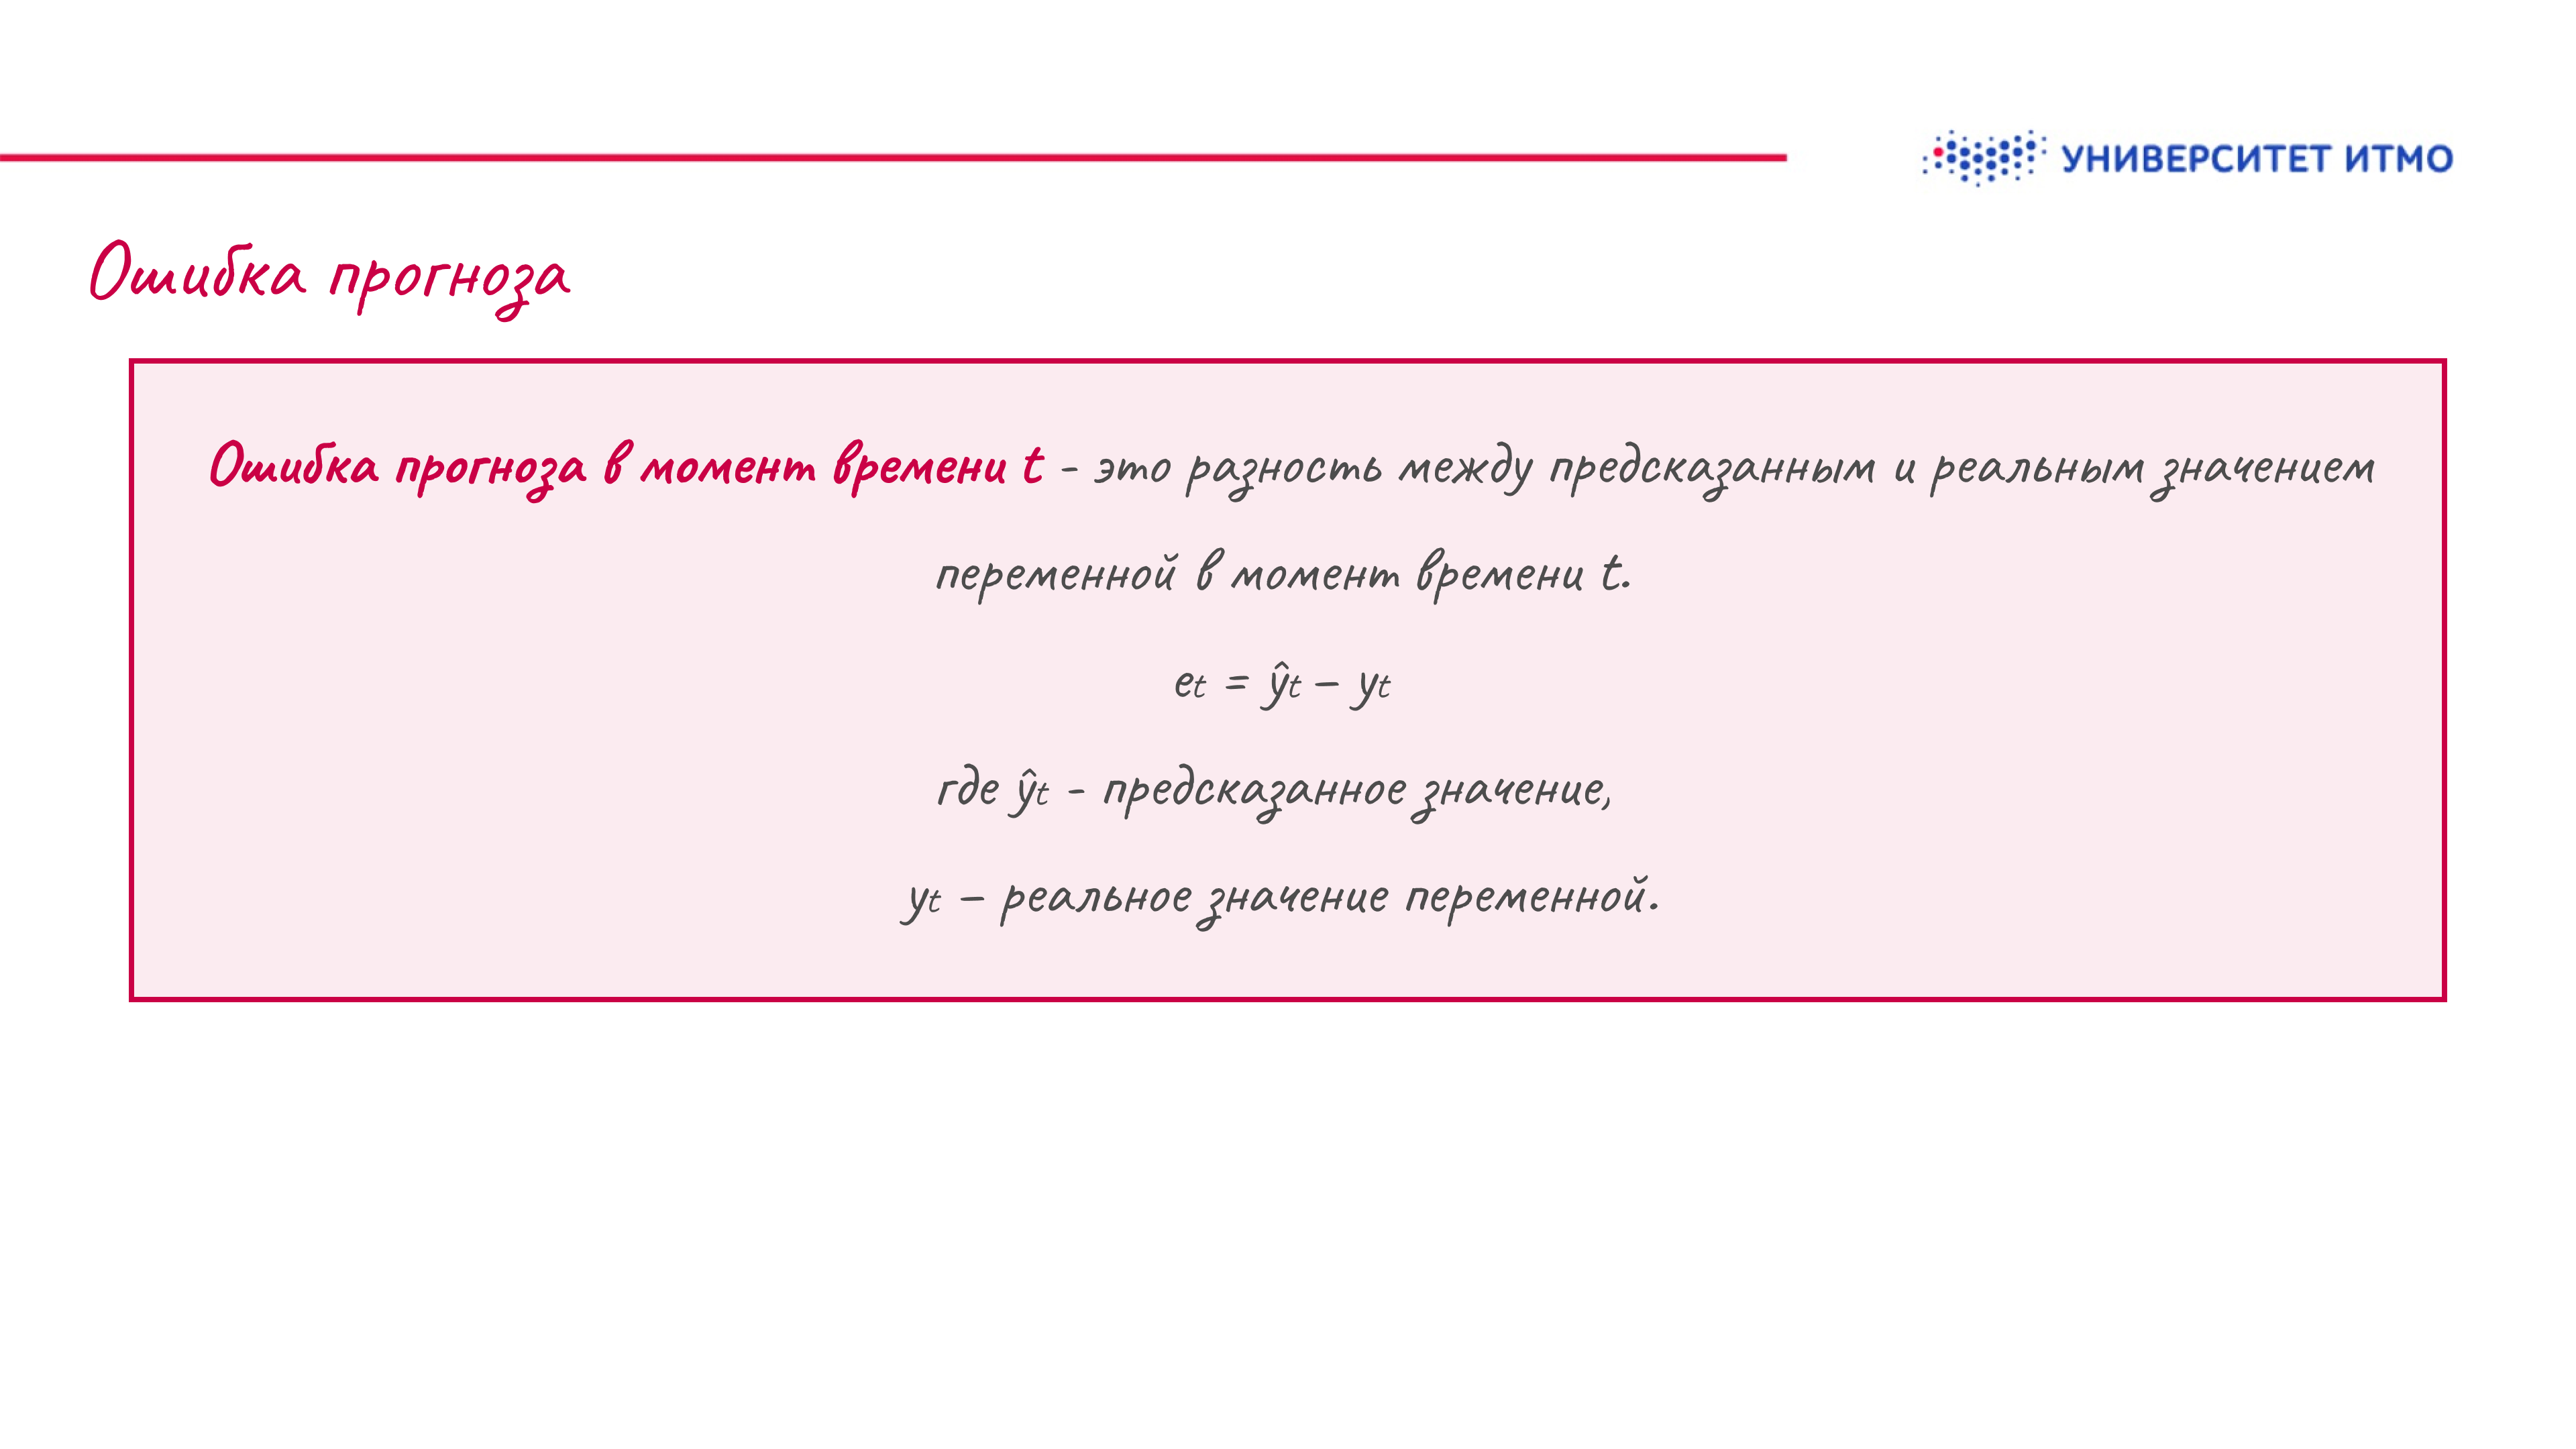 УНИВЕРСИТЕТ ИТМО
Ошибка прогноза
Ошибка прогноза в момент времени t - это разность между предсказанным и реальным значением
переменной в момент времени t.
eₜ = ŷₜ – yₜ
где ŷₜ - предсказанное значение,
yₜ – реальное значение переменной.